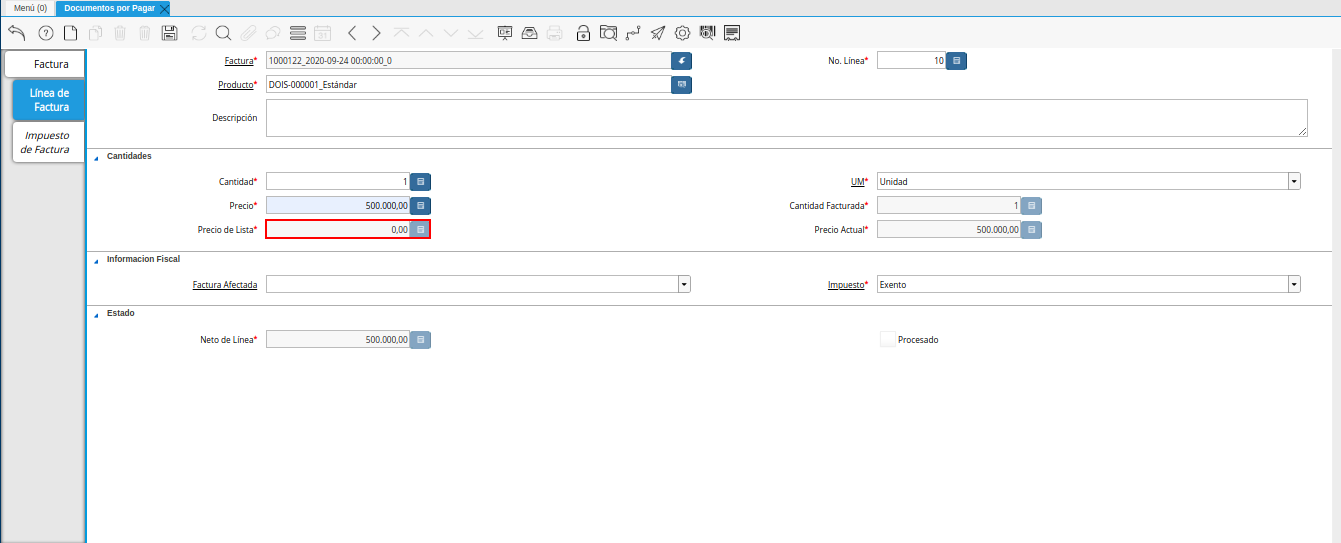 Menú (0)
Documentos por Pagar
Factura
Línea de
Factura
Impuesto
de Factura
Factura* 1000122_2020-09-24 00:00:00_0 No. Línea* 10
Producto* DOIS-000001_Estándar
Descripción
Cantidades
Cantidad* 1 UM* Unidad
Precio* 500.000,00 Cantidad Facturada* 1
Precio de Lista* 0,00 Precio Actual* 500.000,00
Informacion Fiscal
Factura Afectada Impuesto* Exento
Estado
Neto de Línea* 500.000,00 Procesado